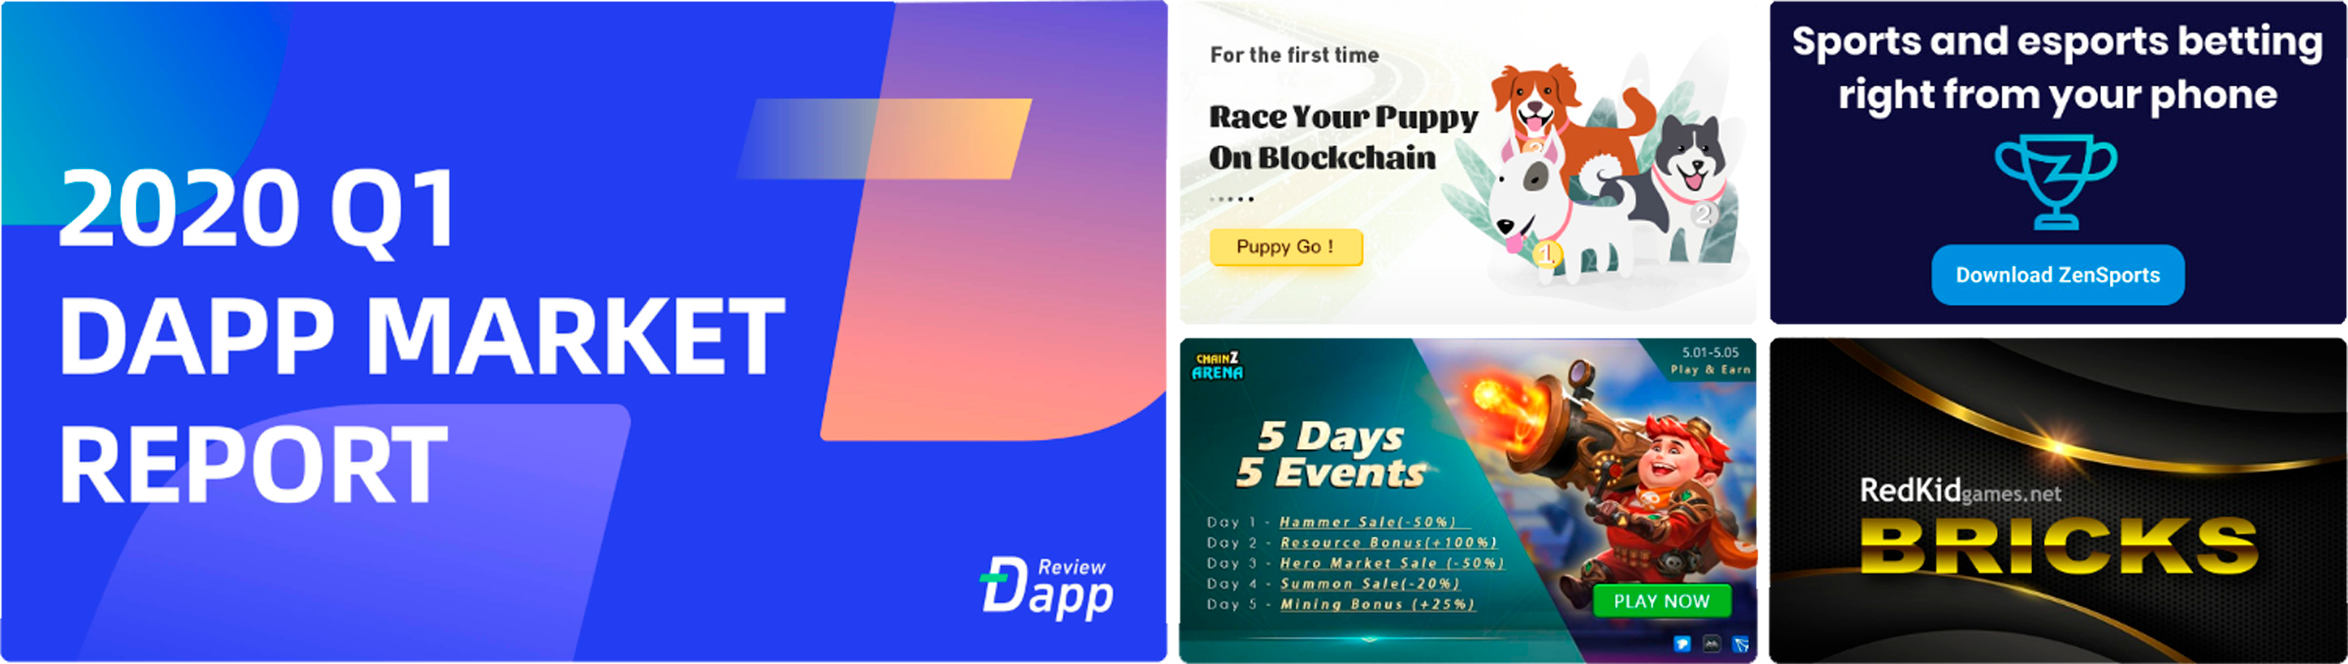 2020 Q1
DAPP MARKET
REPORT
Review
Dapp
For the first time
Race Your Puppy
On Blockchain
Puppy Go !
3
2
1
Sports and esports betting
right from your phone
Download ZenSports
CHAINZ
ARENA
5.01-5.05
Play & Earn
5 Days
5 Events
Day 1 - Hammer Sale(-50%)
Day 2 - Resource Bonus(+100%)
Day 3 - Hero Market Sale (-50%)
Day 4 - Summon Sale(-20%)
Day 5 - Mining Bonus (+25%)
PLAY NOW
RedKidgames.net
BRICKS